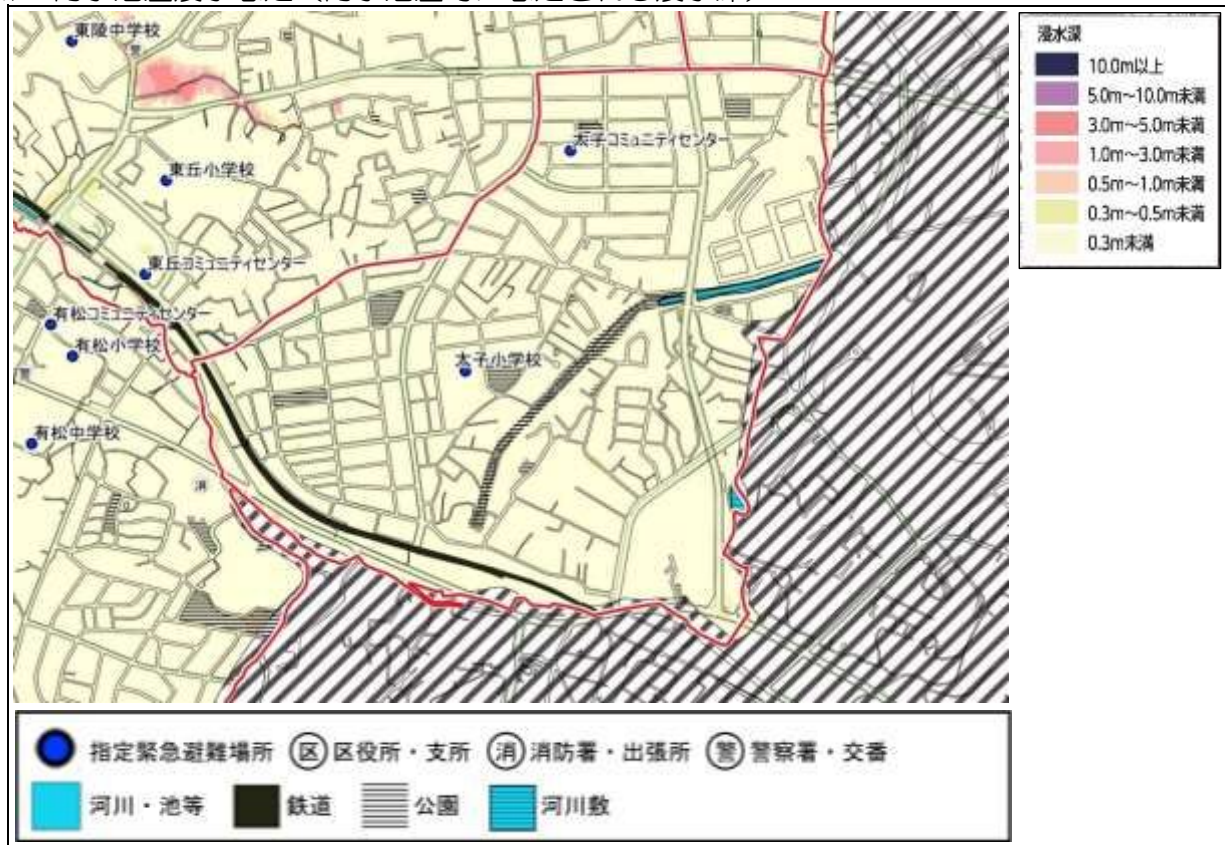 東陵中学校
東丘小学校
太子コミュニティセンター
東丘コミュニティセンター
有松コミュニティセンター
有松小学校
太子小学校
有松中学校
消
浸水深
10.0m以上
5.0m～10.0m未満
3.0m～5.0m未満
1.0m～3.0m未満
0.5m～1.0m未満
0.3m～0.5m未満
0.3m未満
指定緊急避難場所 区 区役所・支所 消 消防署・出張所 警 警察署・交番
河川・池等 鉄道 公園 河川敷